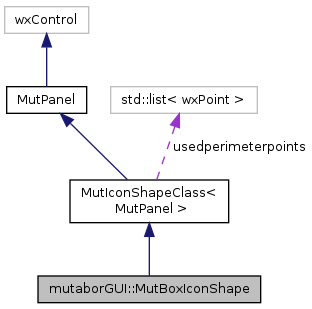 wxControl
MutPanel
std::list< wxPoint >
usedperimeterpoints
MutIconShapeClass<
MutPanel >
mutaborGUI::MutBoxIconShape